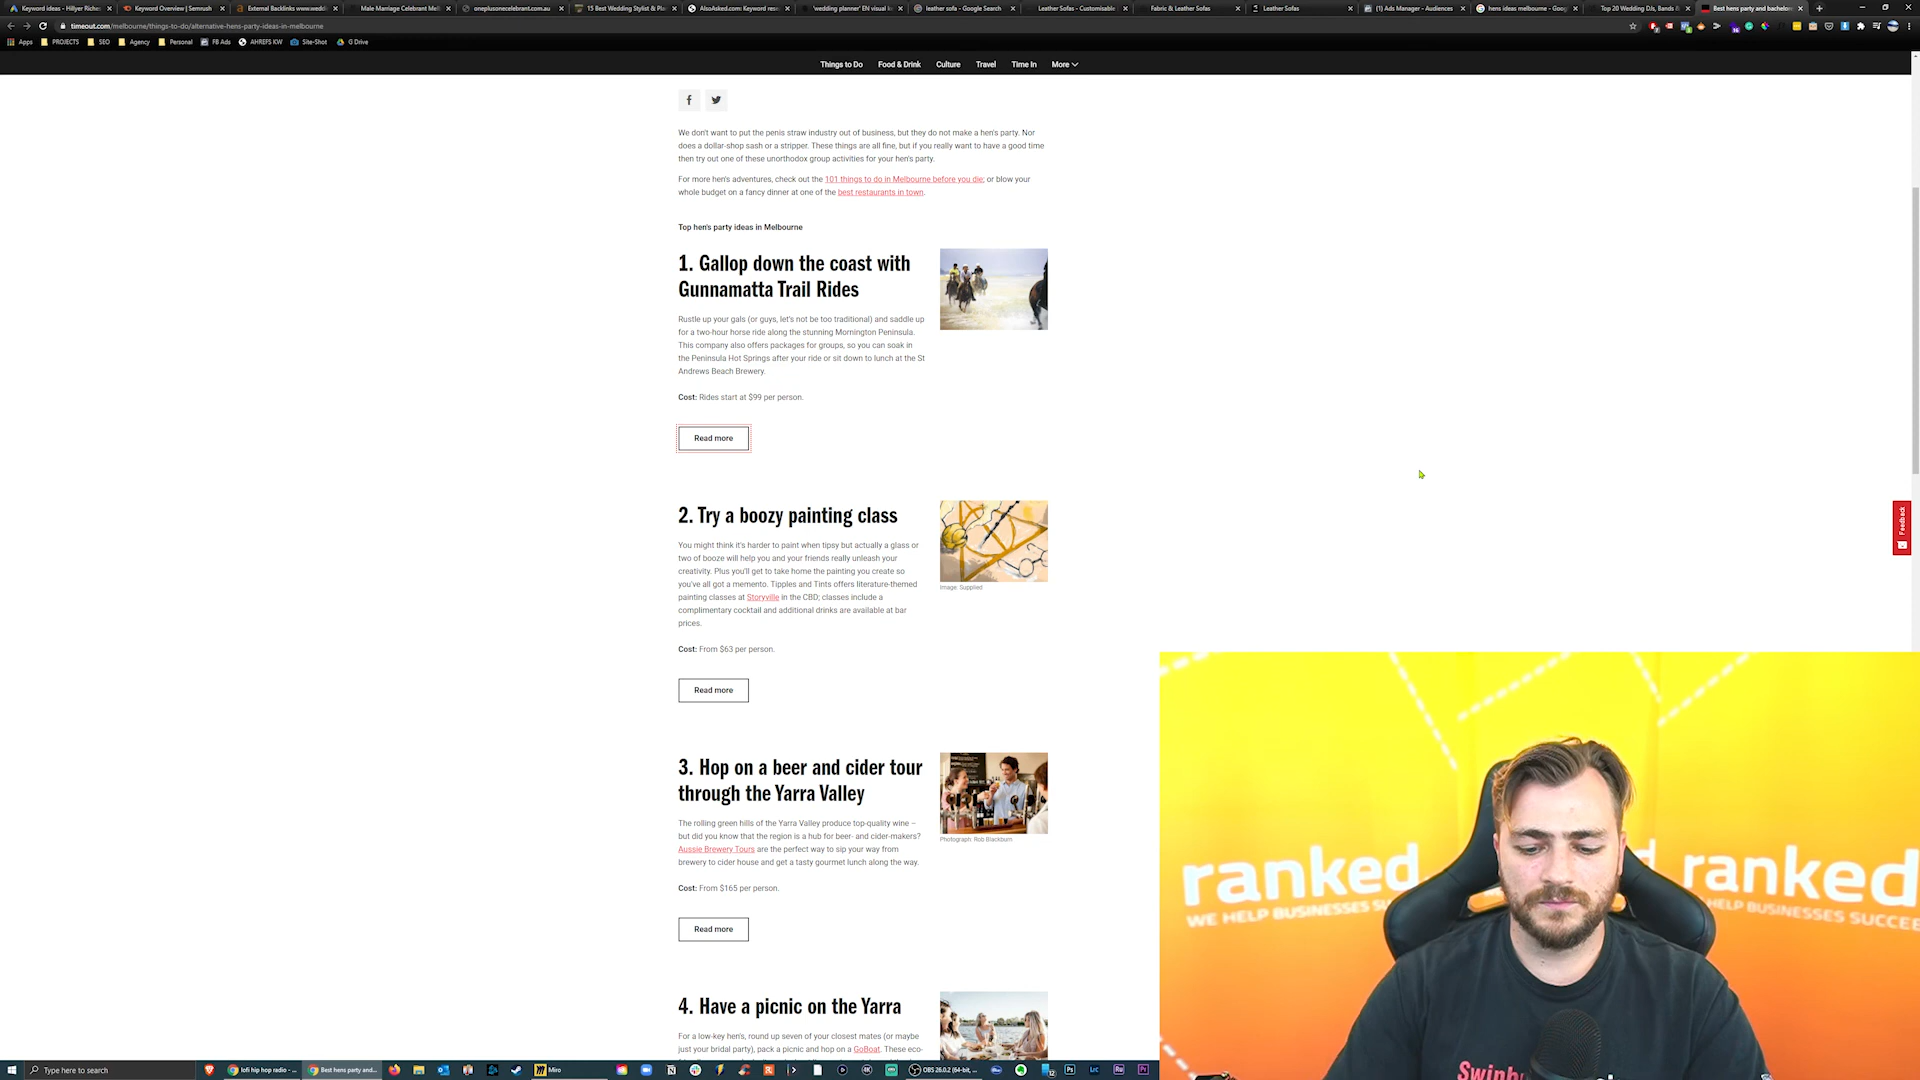 Keyword ideas - Hillyer Riches
Keyword Overview | Semrush
External Backlinks www.weddi
Male Marriage Celebrant Mel
oneplusonecelebrant.com.au
15 Best Wedding Stylist & Pla
AlsoAsked.com: Keyword rese
'wedding planner' EN visual k
leather sofa - Google Search
Leather Sofas - Customisable
Fabric & Leather Sofas
Leather Sofas
(1) Ads Manager - Audiences
hens ideas melbourne - Goog
Top 20 Wedding DJs, Bands &
Best hens party and bachelore
timeout.com/melbourne/things-to-do/alternative-hens-party-ideas-in-melbourne
Apps PROJECTS SEO Agency Personal FB Ads AHREFS KW Site-Shot G Drive
Things to Do Food & Drink Culture Travel Time In More
We don't want to put the penis straw industry out of business, but they do not make a hen's party. Nor
does a dollar-shop sash or a stripper. These things are all fine, but if you really want to have a good time
then try out one of these unorthodox group activities for your hen's party.
For more hen's adventures, check out the 101 things to do in Melbourne before you die; or blow your
whole budget on a fancy dinner at one of the best restaurants in town.
Top hen's party ideas in Melbourne
1. Gallop down the coast with
Gunnamatta Trail Rides
Rustle up your gals (or guys, let's not be too traditional) and saddle up
for a two-hour horse ride along the stunning Mornington Peninsula.
This company also offers packages for groups, so you can soak in
the Peninsula Hot Springs after your ride or sit down to lunch at the St
Andrews Beach Brewery.
Cost: Rides start at $99 per person.
Read more
2. Try a boozy painting class
You might think it's harder to paint when tipsy but actually a glass or
two of booze will help you and your friends really unleash your
creativity. Plus you'll get to take home the painting you create so
you've all got a memento. Tipples and Tints offers literature-themed
painting classes at Storyville in the CBD; classes include a
complimentary cocktail and additional drinks are available at bar
prices.
Image: Supplied
Cost: From $63 per person.
Read more
Feedback
3. Hop on a beer and cider tour
through the Yarra Valley
The rolling green hills of the Yarra Valley produce top-quality wine –
but did you know that the region is a hub for beer- and cider-makers?
Aussie Brewery Tours are the perfect way to sip your way from
brewery to cider house and get a tasty gourmet lunch along the way.
Photograph: Rob Blackburn
Cost: From $165 per person.
Read more
4. Have a picnic on the Yarra
For a low-key hen's, round up seven of your closest mates (or maybe
just your bridal party), pack a picnic and hop on a GoBoat. These eco-
ranked
WE HELP BUSINESSES SU
ranked
HELP BUSINESSES SUCCE
Swinb
Type here to search
lofi hip hop radio - ...
Best hens party and...
Miro
OBS 26.0.2 (64-bit, ...